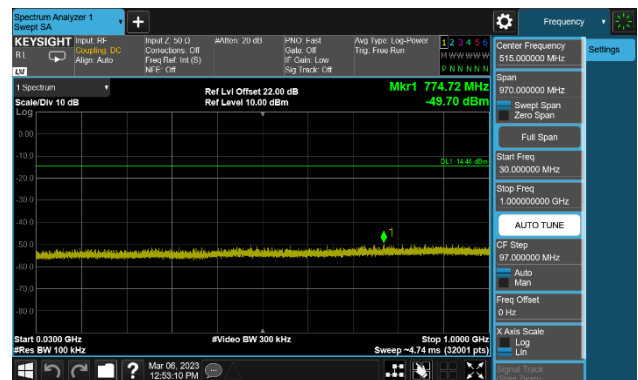 Spectrum Analyzer 1
Swept SA
Frequency
KEYSIGHT
Input: RF
Coupling: DC
Align: Auto
RL
LW
Input Z: 50 Ω
Corrections: Off
Freq Ref: Int (S)
NFE: Off
#Atten: 20 dB
PNO: Fast
Gate: Off
IF Gain: Low
Sig Track: Off
Avg Type: Log-Power
Trig: Free Run
1 2 3 4 5 6
M W W W W W
P N N N N N
Center Frequency
515.000000 MHz
Settings
1 Spectrum
Scale/Div 10 dB
Ref Lvl Offset 22.00 dB
Ref Level 10.00 dBm
Mkr1 774.72 MHz
-49.70 dBm
Log
0.00
-10.0
-20.0
-30.0
-40.0
-50.0
-60.0
-70.0
-80.0
1
Span
970.000000 MHz
Swept Span
Zero Span
Full Span
Start Freq
30.000000 MHz
Stop Freq
1.000000000 GHz
AUTO TUNE
CF Step
97.000000 MHz
Auto
Man
Freq Offset
0 Hz
X Axis Scale
Log
Lin
Signal Track
(Span Zoom)
Start 0.0300 GHz
#Res BW 100 kHz
#Video BW 300 kHz
Stop 1.0000 GHz
Sweep ~4.74 ms (32001 pts)
?
Mar 06, 2023
12:53:10 PM